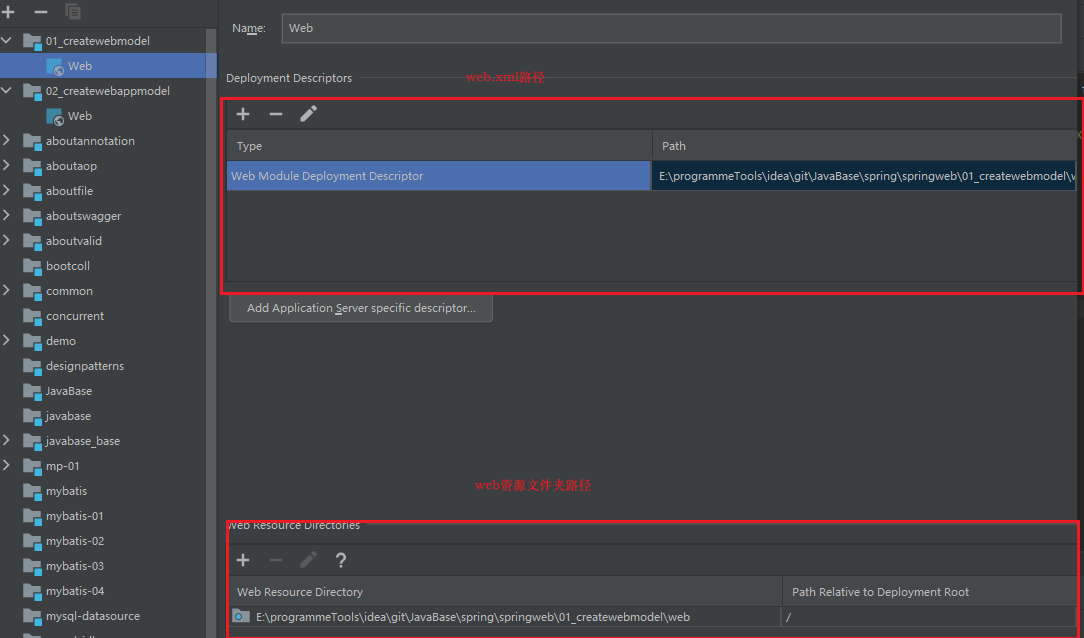 01_createwebmodel
Web
02_createwebappmodel
Web
aboutannotation
aboutaop
aboutfile
aboutswagger
aboutvalid
bootcoll
common
concurrent
demo
designpatterns
JavaBase
javabase
javabase_base
mp-01
mybatis
mybatis-01
mybatis-02
mybatis-03
mybatis-04
mysql-datasource
Name: Web
Deployment Descriptors web.xml路径
Type Path
Web Module Deployment Descriptor E:\programmeTools\idea\git\JavaBase\spring\springweb\01_createwebmodel\
Add Application Server specific descriptor...
web资源文件夹路径
Web Resource Directories
?
Web Resource Directory Path Relative to Deployment Root
E:\programmeTools\idea\git\JavaBase\spring\springweb\01_createwebmodel\web /